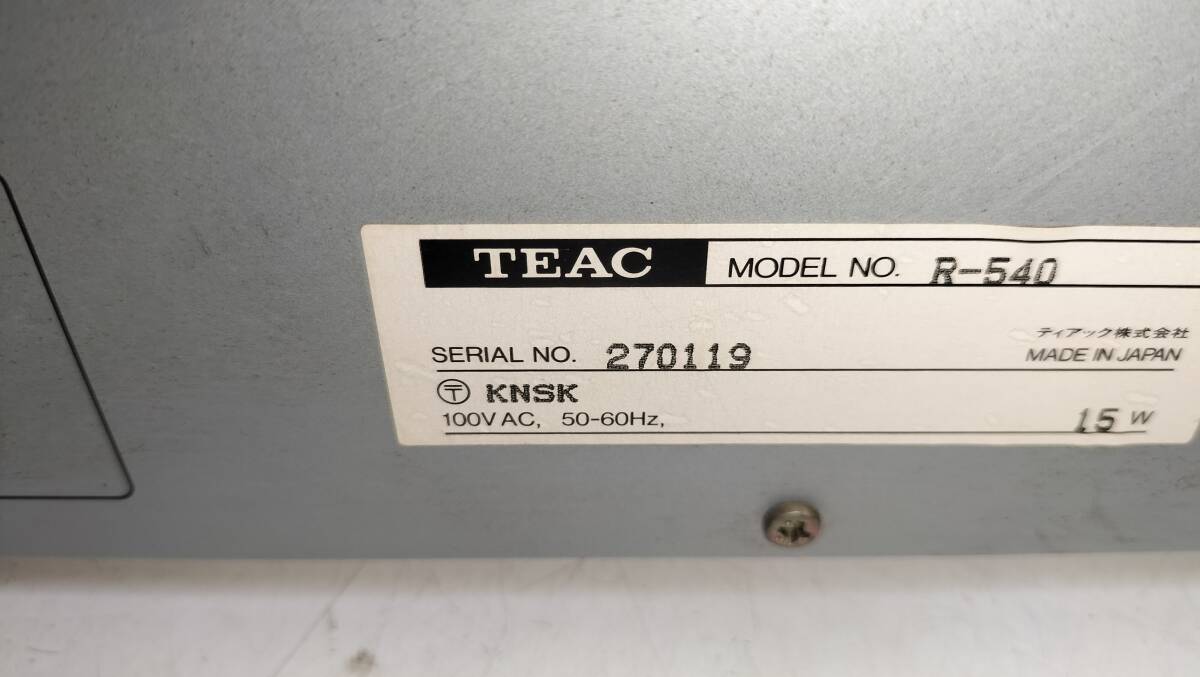 TEAC MODEL NO. R-540
ティアック株式会社
SERIAL NO. 270119 MADE IN JAPAN
〒 KNSK
100V AC, 50-60Hz, 15 W